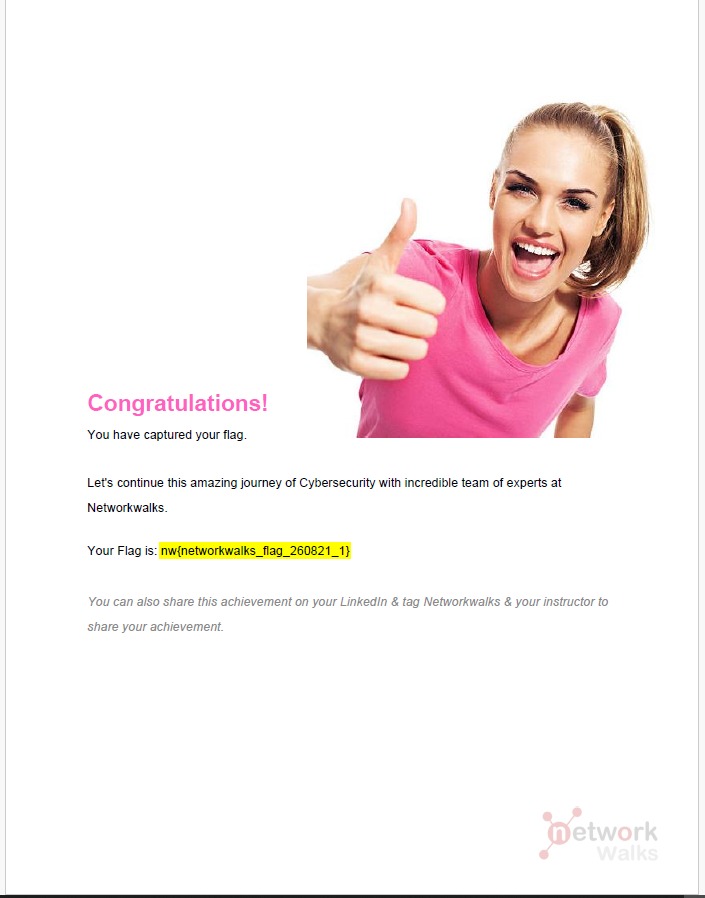 Congratulations!
You have captured your flag.
Let's continue this amazing journey of Cybersecurity with incredible team of experts at
Networkwalks.
Your Flag is: nw{networkwalks_flag_260821_1}
You can also share this achievement on your LinkedIn & tag Networkwalks & your instructor to
share your achievement.
network
Walks